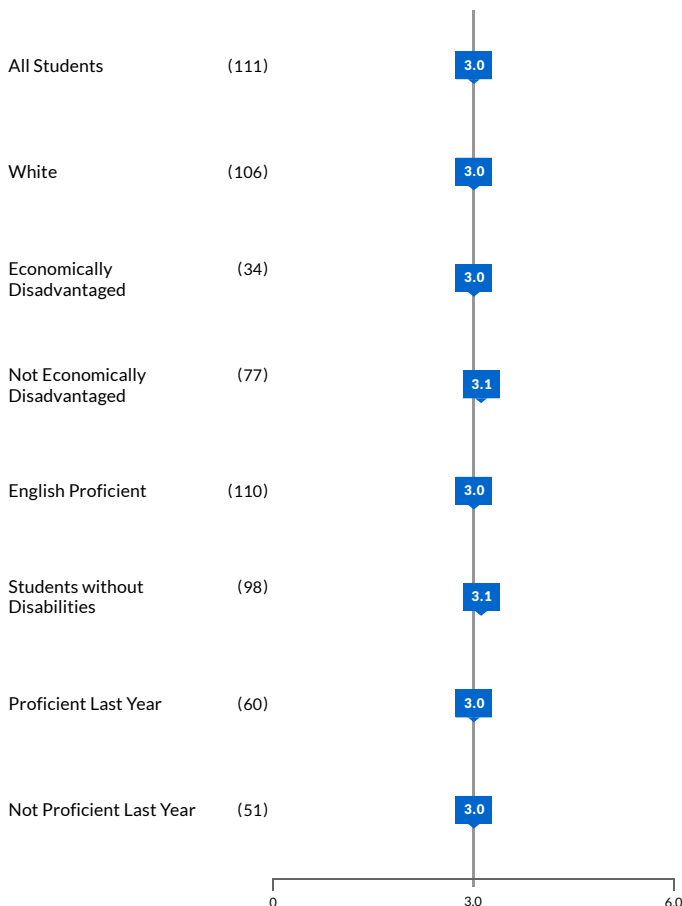 All Students (111) 3.0
White (106) 3.0
Economically (34)
Disadvantaged 3.0
Not Economically (77)
Disadvantaged 3.1
English Proficient (110) 3.0
Students without (98)
Disabilities 3.1
Proficient Last Year (60) 3.0
Not Proficient Last Year (51) 3.0
0 3.0 6.0